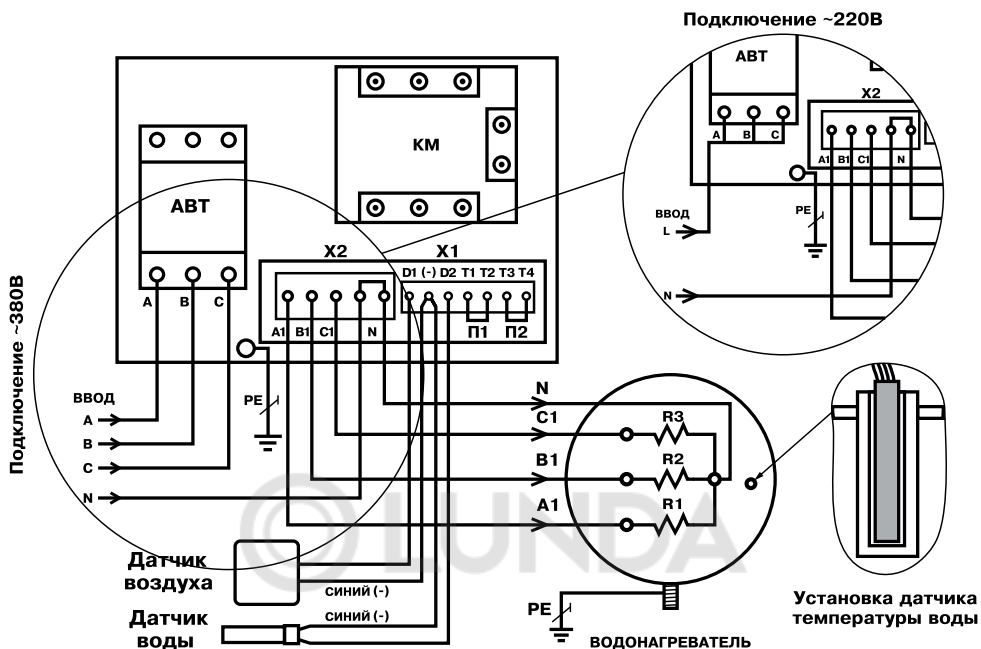 Подключение ~220В
АВТ
X2
A B C
A1 B1 C1 N
ВВОД
L
PE
N
КМ
АВТ
A B C
X2 X1
D1 (-) D2 T1 T2 T3 T4
A1 B1 C1 N
П1 П2
Подключение ~380В
ВВОД
A
B
C
N
PE
N
C1
B1
A1
R3
R2
R1
LUNDA
Датчик
воздуха
синий (-)
синий (-)
Датчик
воды
PE
ВОДОНАГРЕВАТЕЛЬ
Установка датчика
температуры воды